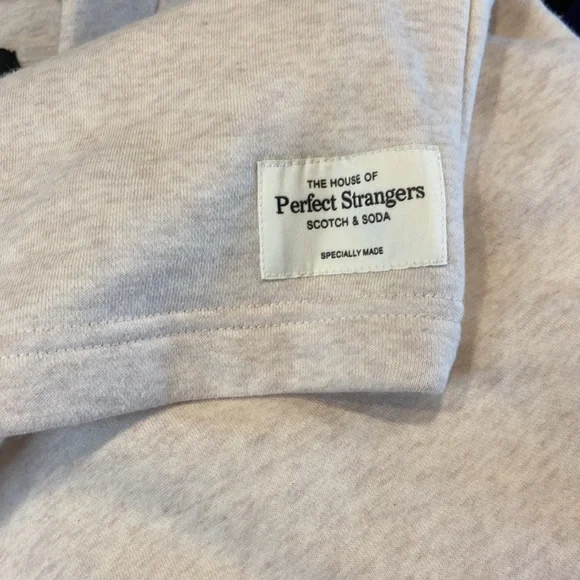 THE HOUSE OF
Perfect Strangers
SCOTCH & SODA
SPECIALLY MADE